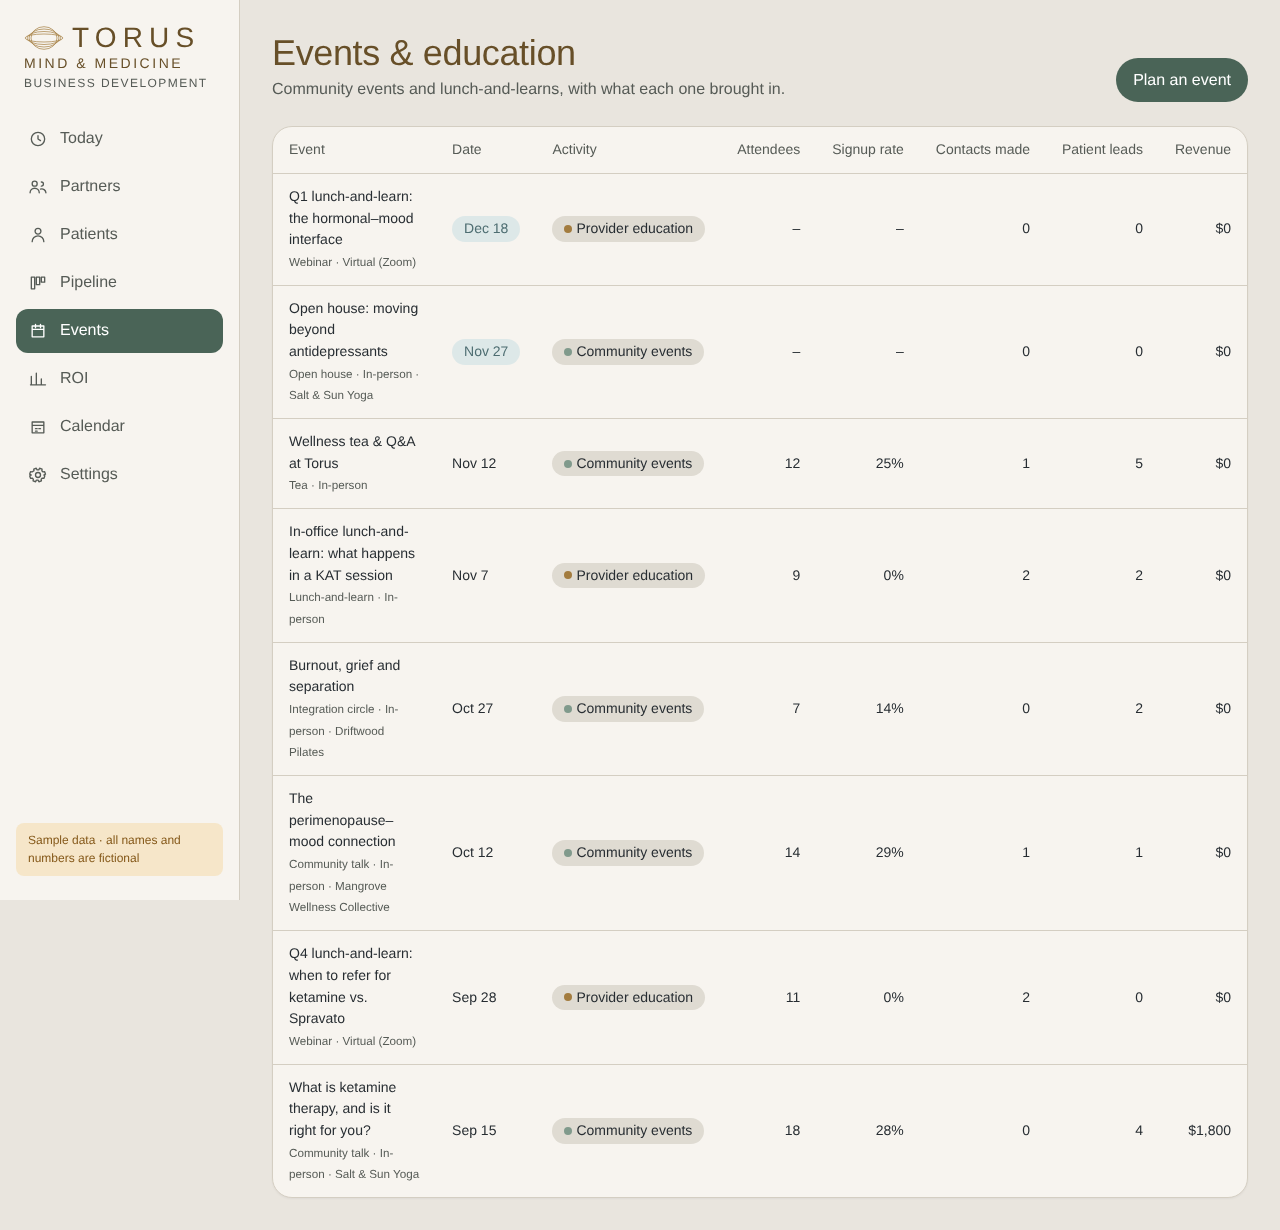 TORUS
MIND & MEDICINE
BUSINESS DEVELOPMENT
Today
Partners
Patients
Pipeline
Events
ROI
Calendar
Settings
Sample data · all names and
numbers are fictional
Events & education
Community events and lunch-and-learns, with what each one brought in.
Plan an event
Event Date Activity Attendees Signup rate Contacts made Patient leads Revenue
Q1 lunch-and-learn:
the hormonal–mood
interface
Webinar · Virtual (Zoom)
Dec 18 Provider education – – 0 0 $0
Open house: moving
beyond
antidepressants
Open house · In-person ·
Salt & Sun Yoga
Nov 27 Community events – – 0 0 $0
Wellness tea & Q&A
at Torus
Tea · In-person
Nov 12 Community events 12 25% 1 5 $0
In-office lunch-and-
learn: what happens
in a KAT session
Lunch-and-learn · In-
person
Nov 7 Provider education 9 0% 2 2 $0
Burnout, grief and
separation
Integration circle · In-
person · Driftwood
Pilates
Oct 27 Community events 7 14% 0 2 $0
The
perimenopause–
mood connection
Community talk · In-
person · Mangrove
Wellness Collective
Oct 12 Community events 14 29% 1 1 $0
Q4 lunch-and-learn:
when to refer for
ketamine vs.
Spravato
Webinar · Virtual (Zoom)
Sep 28 Provider education 11 0% 2 0 $0
What is ketamine
therapy, and is it
right for you?
Community talk · In-
person · Salt & Sun Yoga
Sep 15 Community events 18 28% 0 4 $1,800